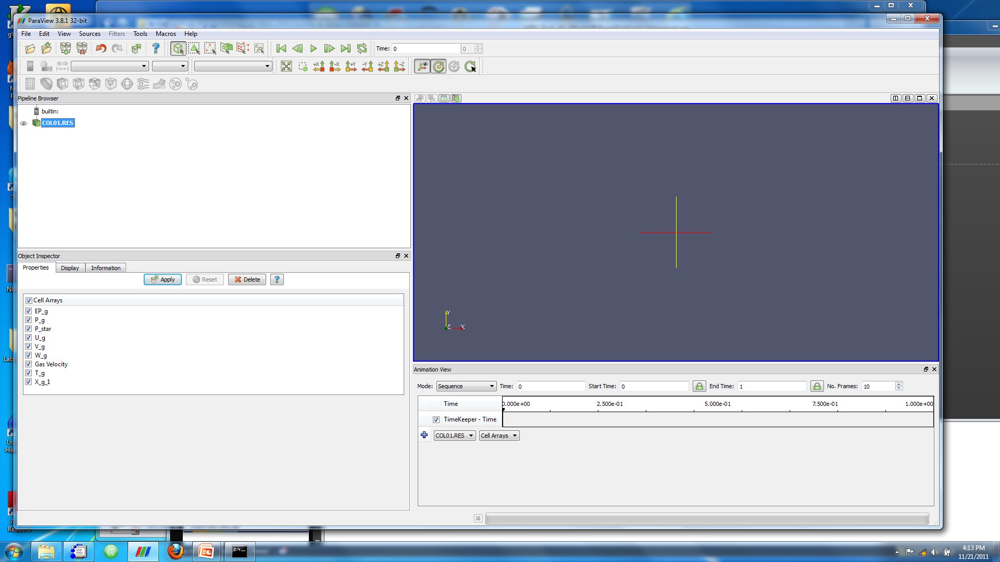 ParaView 3.8.1 32-bit
File Edit View Sources Filters Tools Macros Help
Time: 0 0
+X -X +Y -Y +Z -Z
Pipeline Browser
builtin:
COL01.RES
Object Inspector
Properties Display Information
Apply Reset Delete ?
Cell Arrays
EP_g
P_g
P_star
U_g
V_g
W_g
Gas Velocity
T_g
X_g_1
Y
Z X
Animation View
Mode: Sequence Time: 0 Start Time: 0 End Time: 1 No. Frames: 10
Time 0.000e+00 2.500e-01 5.000e-01 7.500e-01 1.000e+00
TimeKeeper - Time
COL01.RES Cell Arrays
4:13 PM
11/21/2011